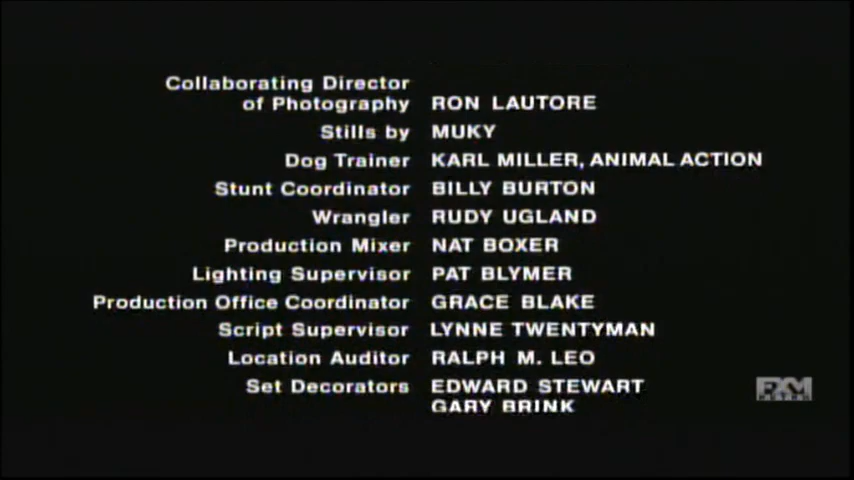 Collaborating Director
of Photography RON LAUTORE
Stills by MUKY
Dog Trainer KARL MILLER, ANIMAL ACTION
Stunt Coordinator BILLY BURTON
Wrangler RUDY UGLAND
Production Mixer NAT BOXER
Lighting Supervisor PAT BLYMER
Production Office Coordinator GRACE BLAKE
Script Supervisor LYNNE TWENTYMAN
Location Auditor RALPH M. LEO
Set Decorators EDWARD STEWART
GARY BRINK
RETRO